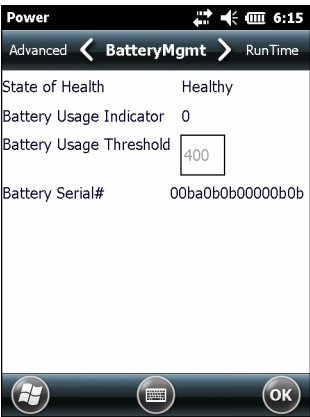 Power 6:15
Advanced BatteryMgmt RunTime
State of Health Healthy
Battery Usage Indicator 0
Battery Usage Threshold 400
Battery Serial# 00ba0b0b00000b0b
OK